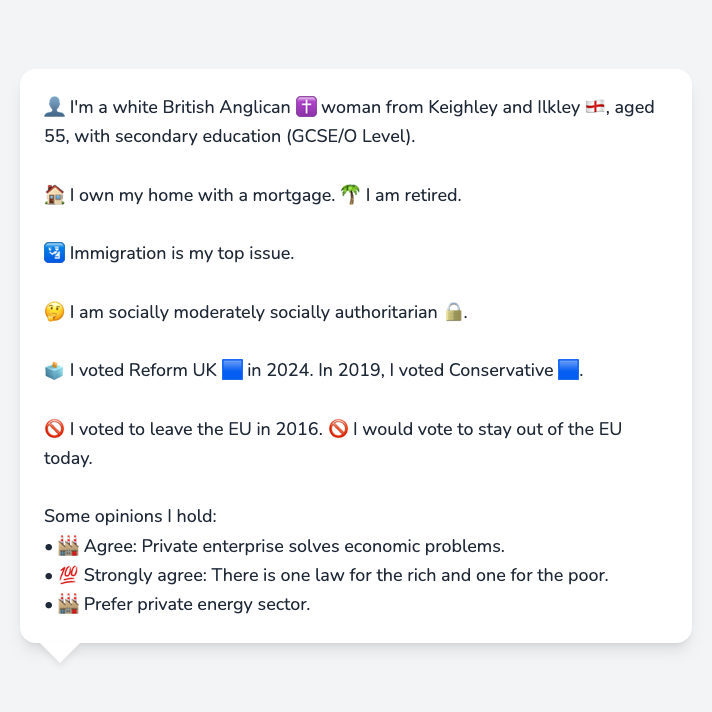 👤 I'm a white British Anglican ✝️ woman from Keighley and Ilkley 🏴󠁧󠁢󠁥󠁮󠁧󠁿, aged
55, with secondary education (GCSE/O Level).
🏠 I own my home with a mortgage. 🌴 I am retired.
🛂 Immigration is my top issue.
🤔 I am socially moderately socially authoritarian 🔒.
🗳️ I voted Reform UK 🟦 in 2024. In 2019, I voted Conservative 🟦.
🚫 I voted to leave the EU in 2016. 🚫 I would vote to stay out of the EU
today.
Some opinions I hold:
• 🏭 Agree: Private enterprise solves economic problems.
• 💯 Strongly agree: There is one law for the rich and one for the poor.
• 🏭 Prefer private energy sector.